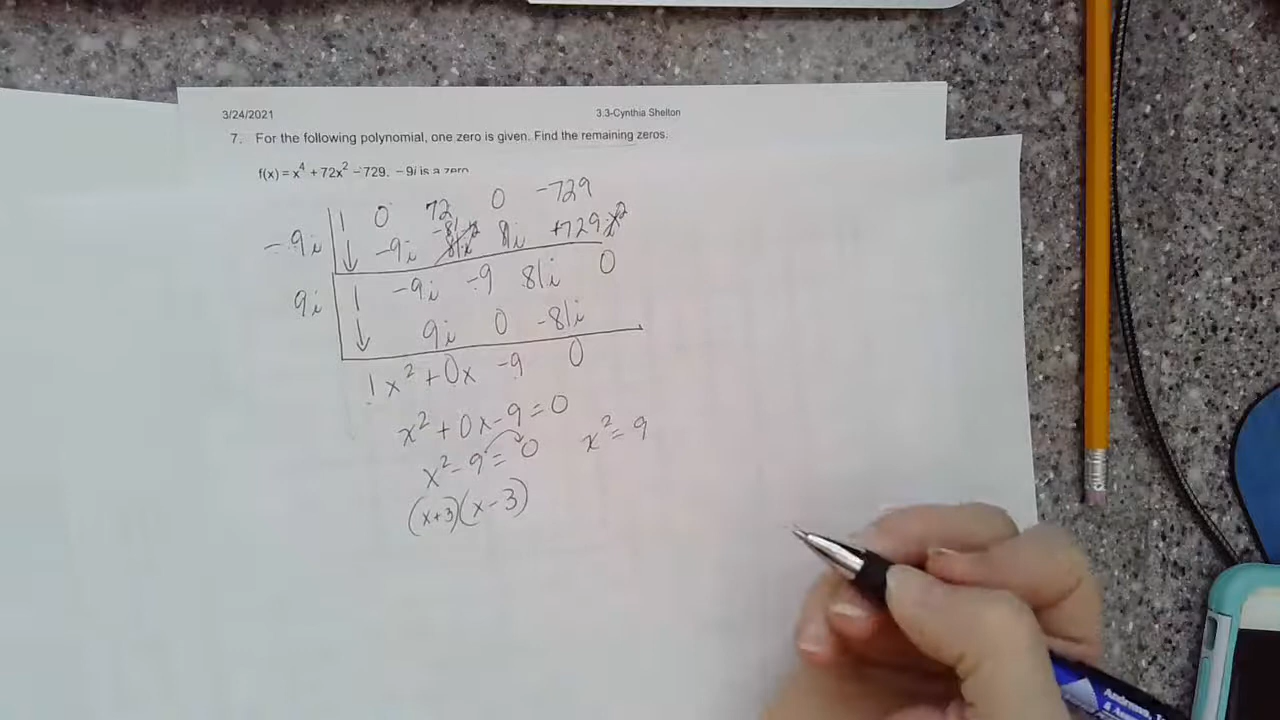 3/24/2021 3.3-Cynthia Shelton
7. For the following polynomial, one zero is given. Find the remaining zeros.
f(x) = x⁴ + 72x² − 729. − 9i is a zero
1 0 72 0 -729
-9i -9i -81 8li +729
9i 1 -9i -9 81i 0
9i 0 -81i
1x² + 0x -9 0
x² + 0x - 9 = 0
x² - 9 = 0 x² = 9
(x+3)(x-3)